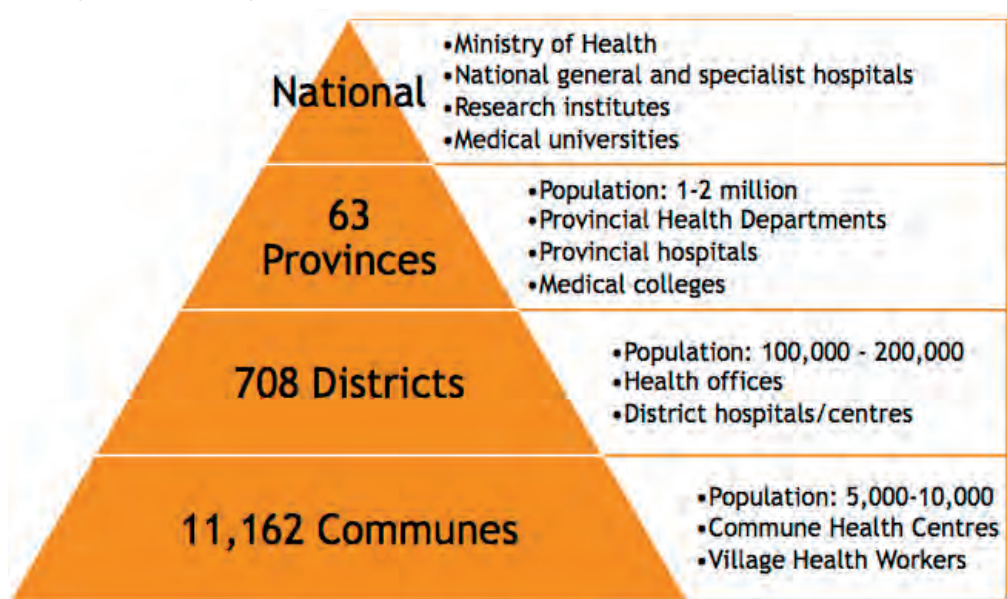 National
•Ministry of Health
•National general and specialist hospitals
•Research institutes
•Medical universities
63
Provinces
•Population: 1-2 million
•Provincial Health Departments
•Provincial hospitals
•Medical colleges
708 Districts
•Population: 100,000 - 200,000
•Health offices
•District hospitals/centres
11,162 Communes
•Population: 5,000-10,000
•Commune Health Centres
•Village Health Workers